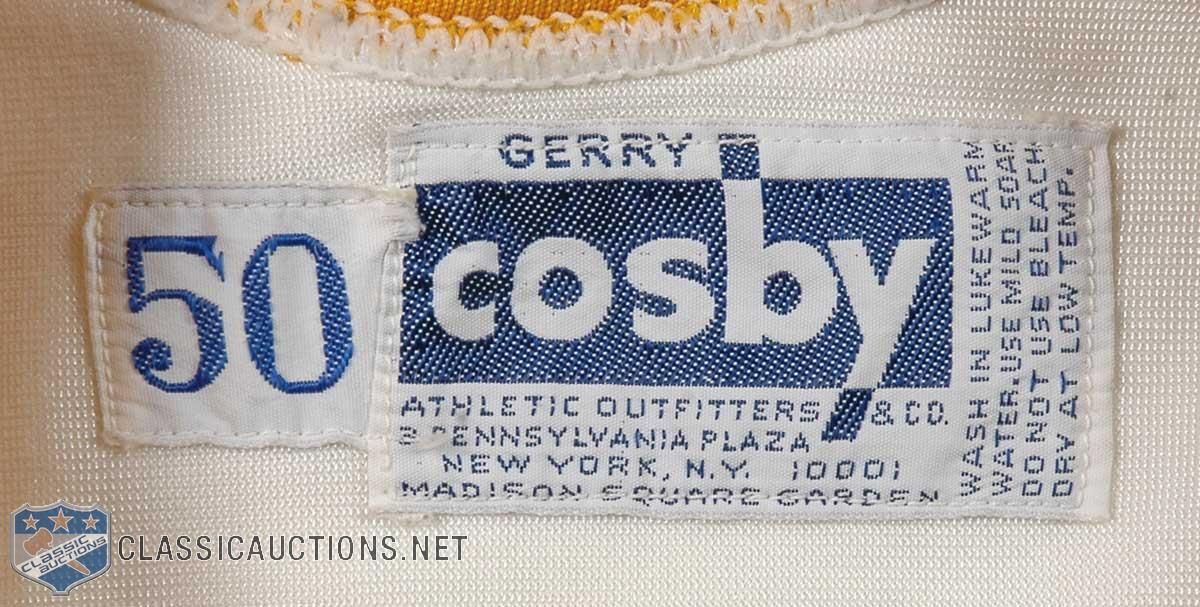 50
GERRY
cosby
ATHLETIC OUTFITTERS & CO.
PENNSYLVANIA PLAZA
NEW YORK, N.Y. 10001
MADISON SQUARE GARDEN
WASH IN LUKEWARM
WATER. USE MILD SOAP
DO NOT USE BLEACH
DRY AT LOW TEMP.
CLASSIC
AUCTIONS
CLASSICAUCTIONS.NET